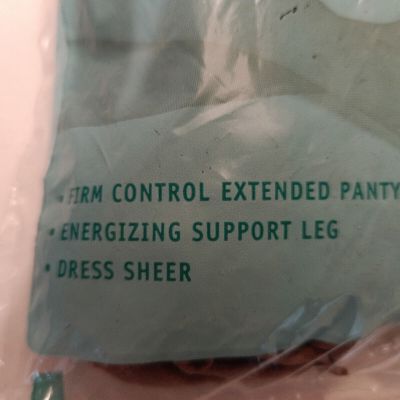 • FIRM CONTROL EXTENDED PANTY
• ENERGIZING SUPPORT LEG
• DRESS SHEER